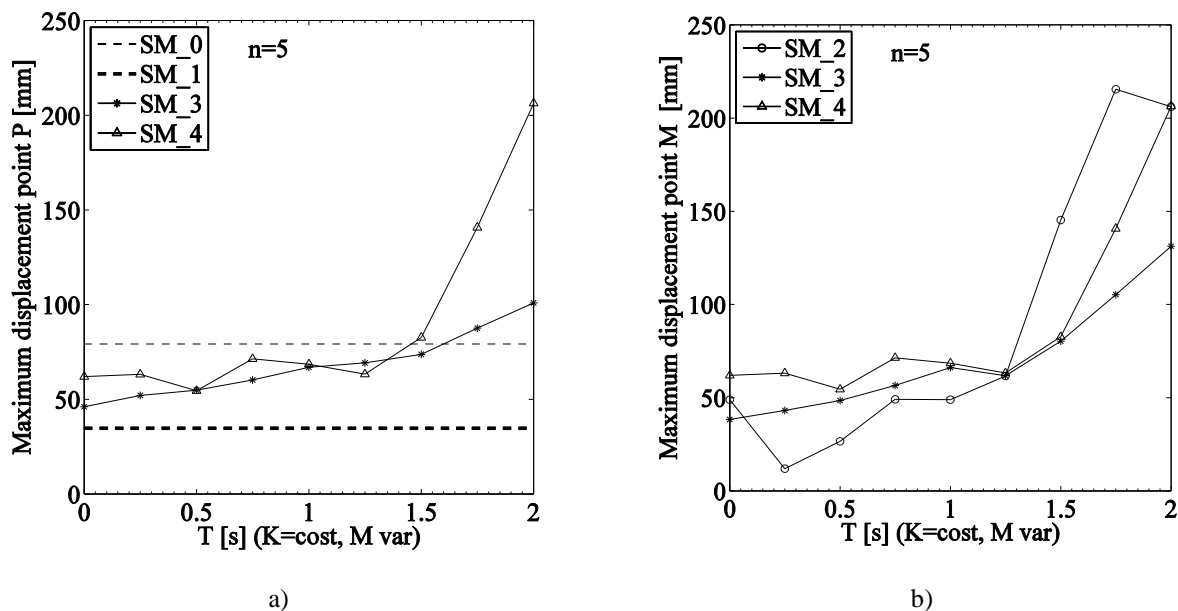 250
200
150
100
50
0
Maximum displacement point P [mm]
SM_0
SM_1
SM_3
SM_4
n=5
0 0.5 1 1.5 2
T [s] (K=cost, M var)
a)
250
200
150
100
50
0
Maximum displacement point M [mm]
SM_2
SM_3
SM_4
n=5
0 0.5 1 1.5 2
T [s] (K=cost, M var)
b)